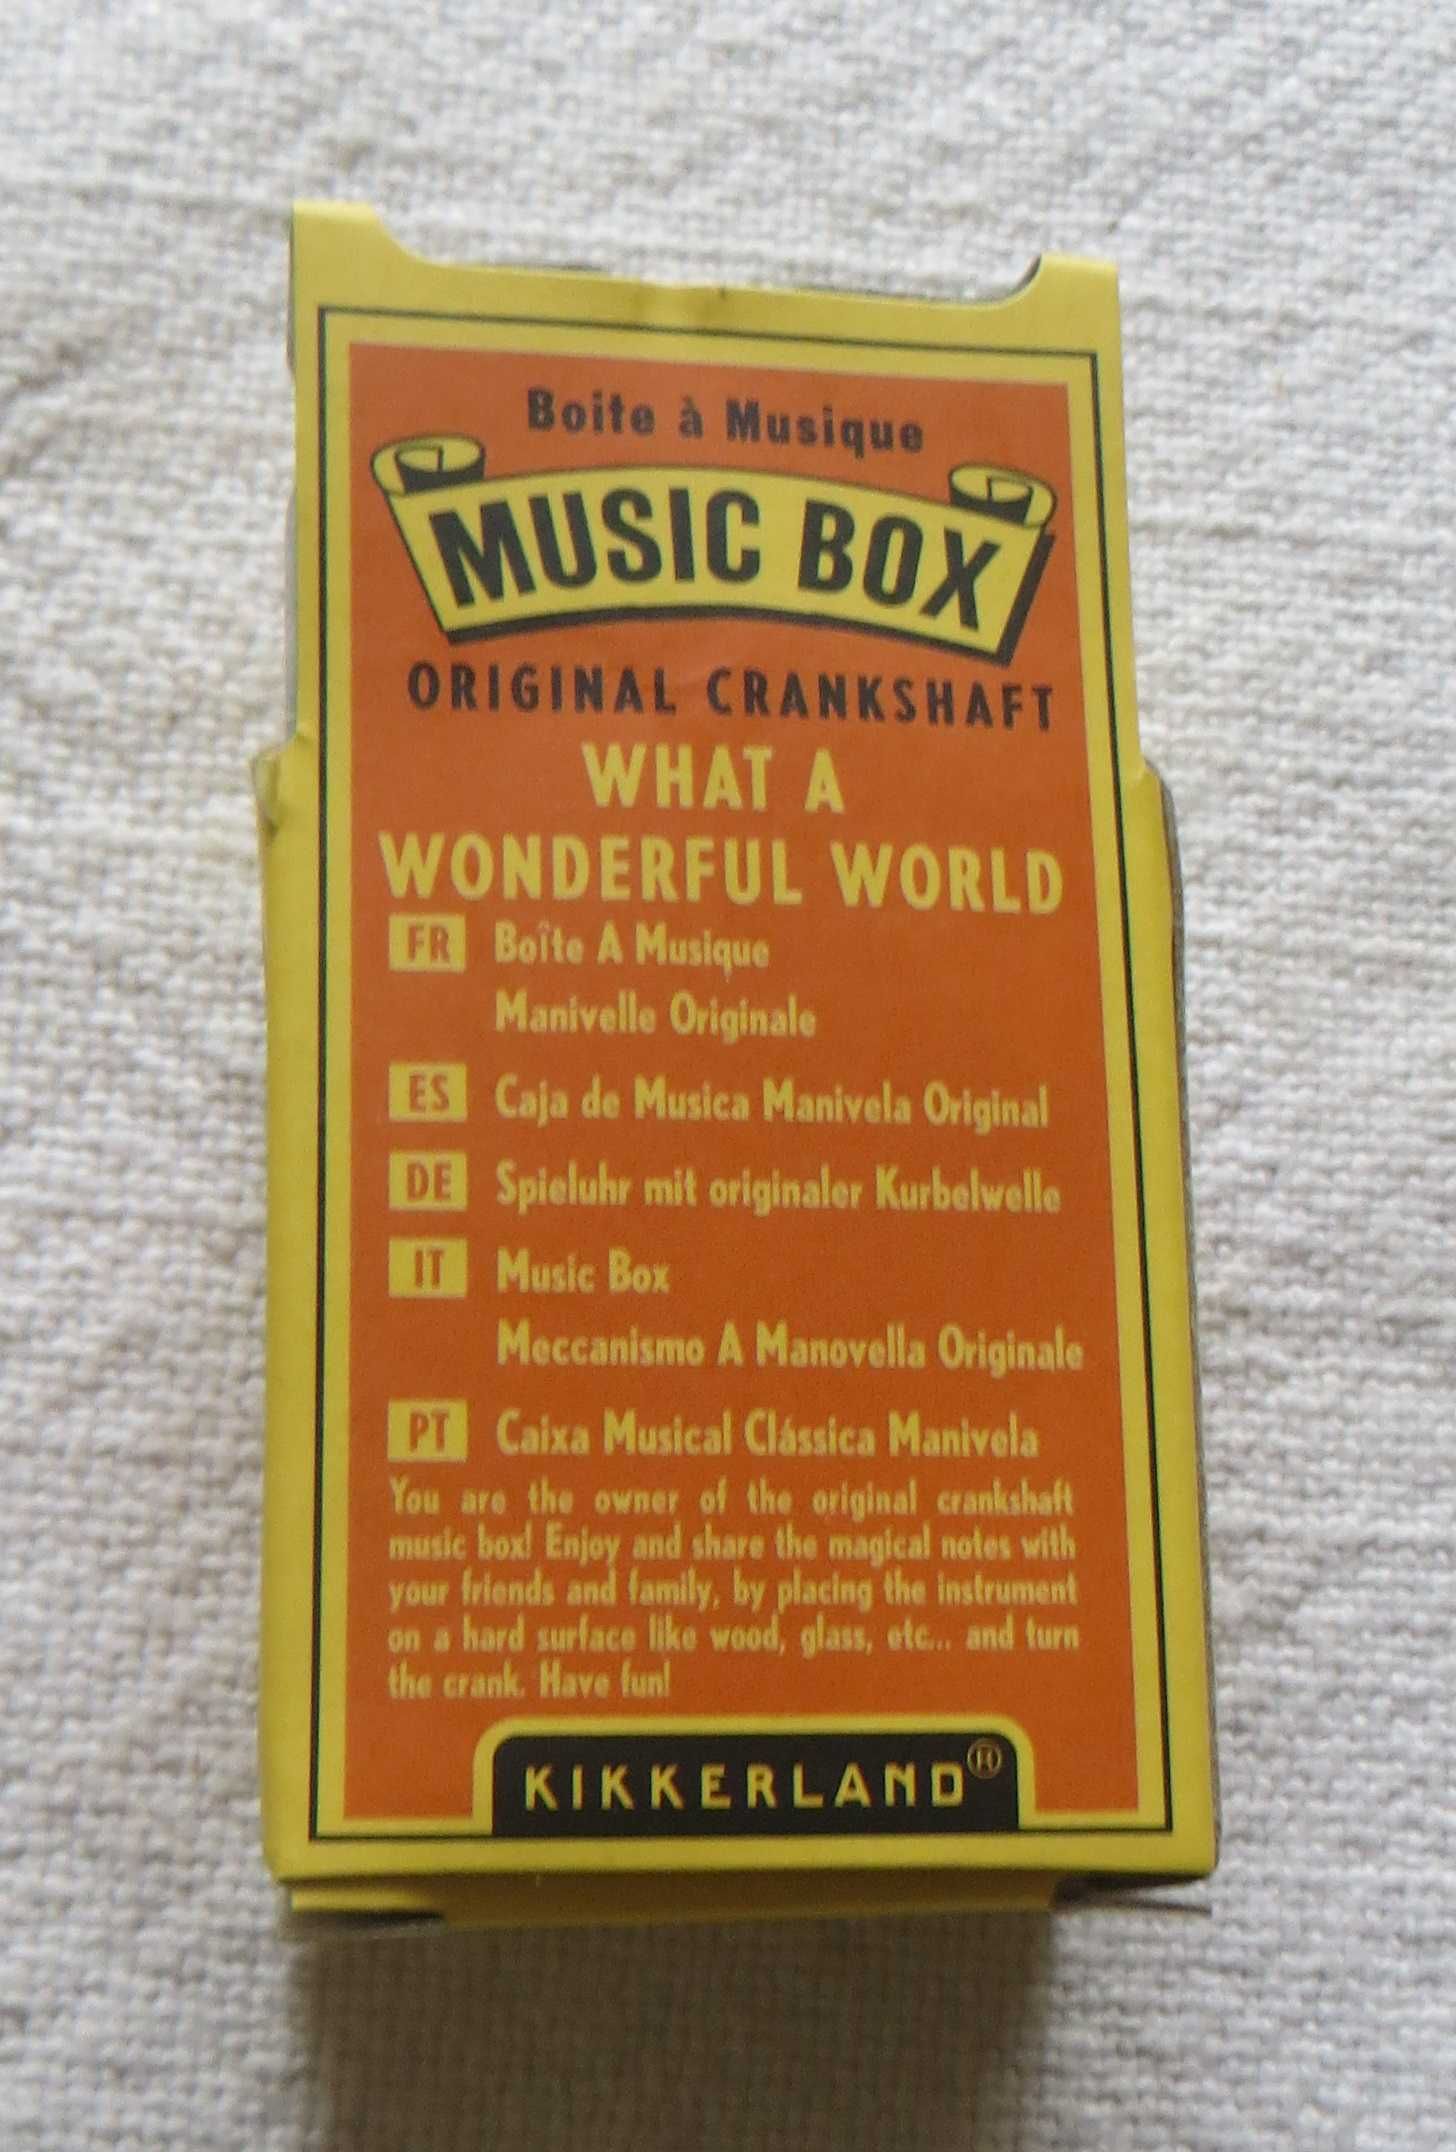 Boite à Musique
MUSIC BOX
ORIGINAL CRANKSHAFT
WHAT A
WONDERFUL WORLD
FR Boîte A Musique
Manivelle Originale
ES Caja de Musica Manivela Original
DE Spieluhr mit originaler Kurbelwelle
IT Music Box
Meccanismo A Manovella Originale
PT Caixa Musical Clássica Manivela
You are the owner of the original crankshaft
music box! Enjoy and share the magical notes with
your friends and family, by placing the instrument
on a hard surface like wood, glass, etc... and turn
the crank. Have fun!
KIKKERLAND®